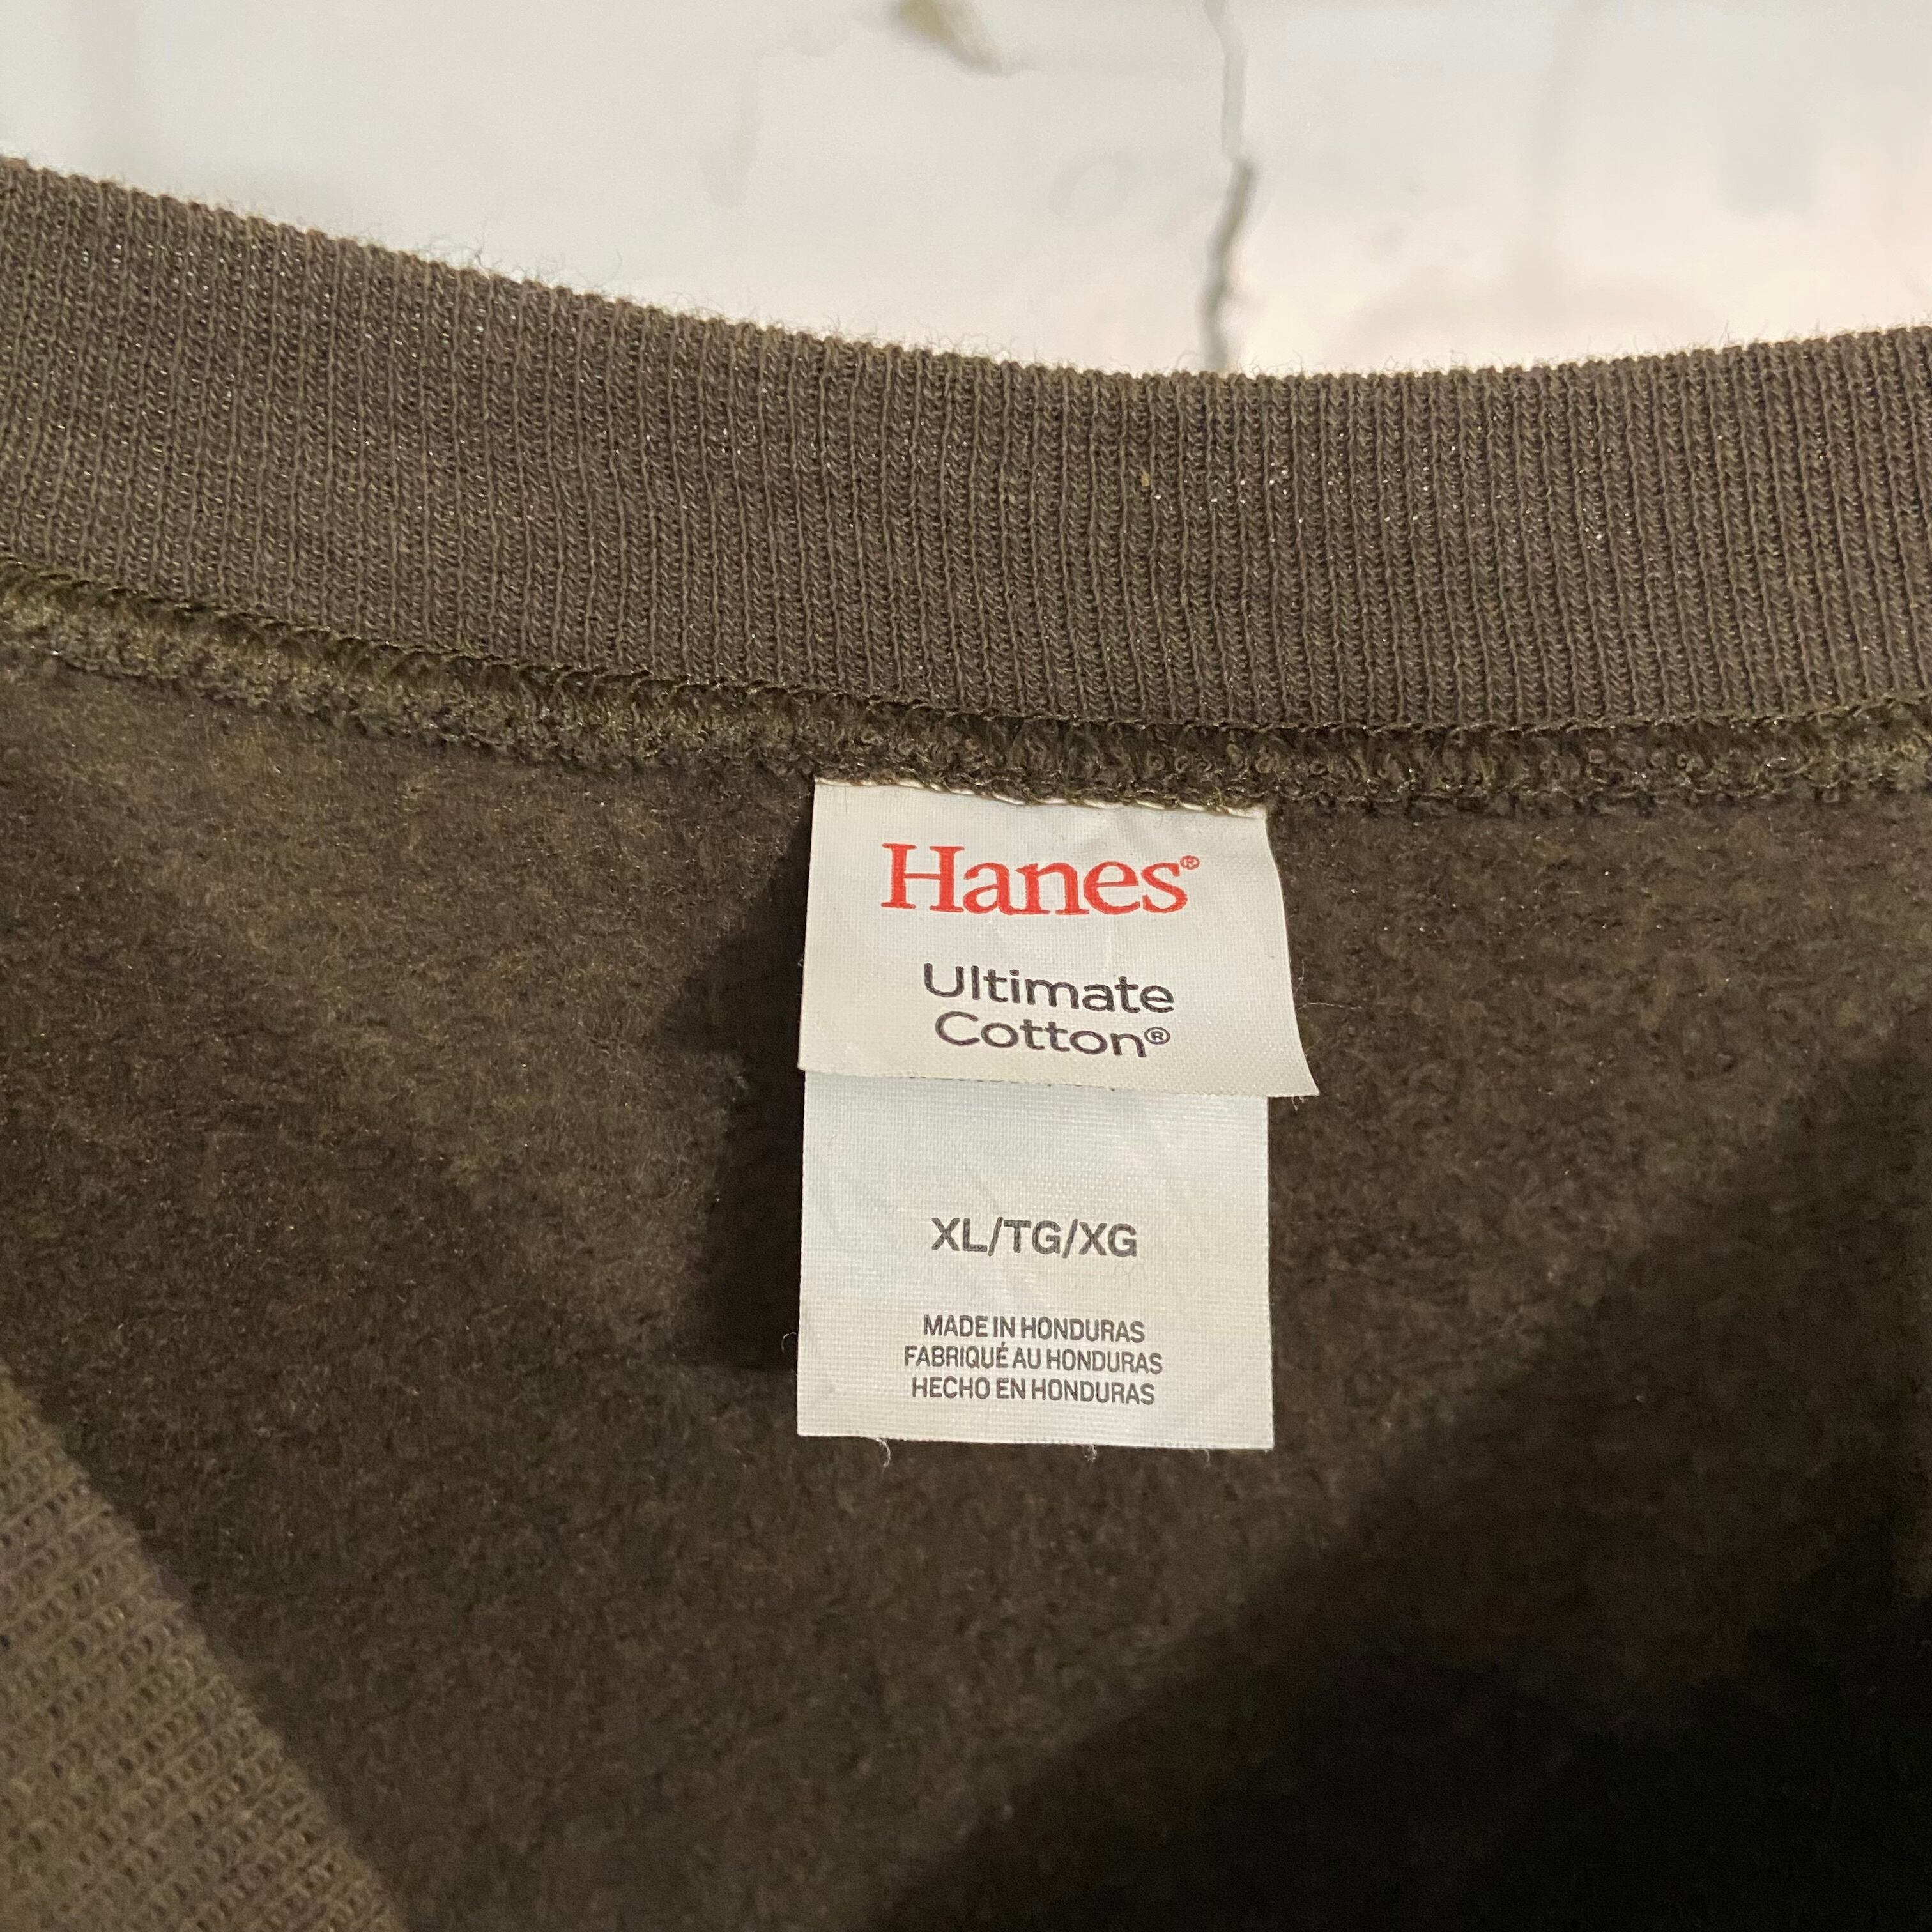 Hanes®
Ultimate
Cotton®
XL/TG/XG
MADE IN HONDURAS
FABRIQUÉ AU HONDURAS
HECHO EN HONDURAS